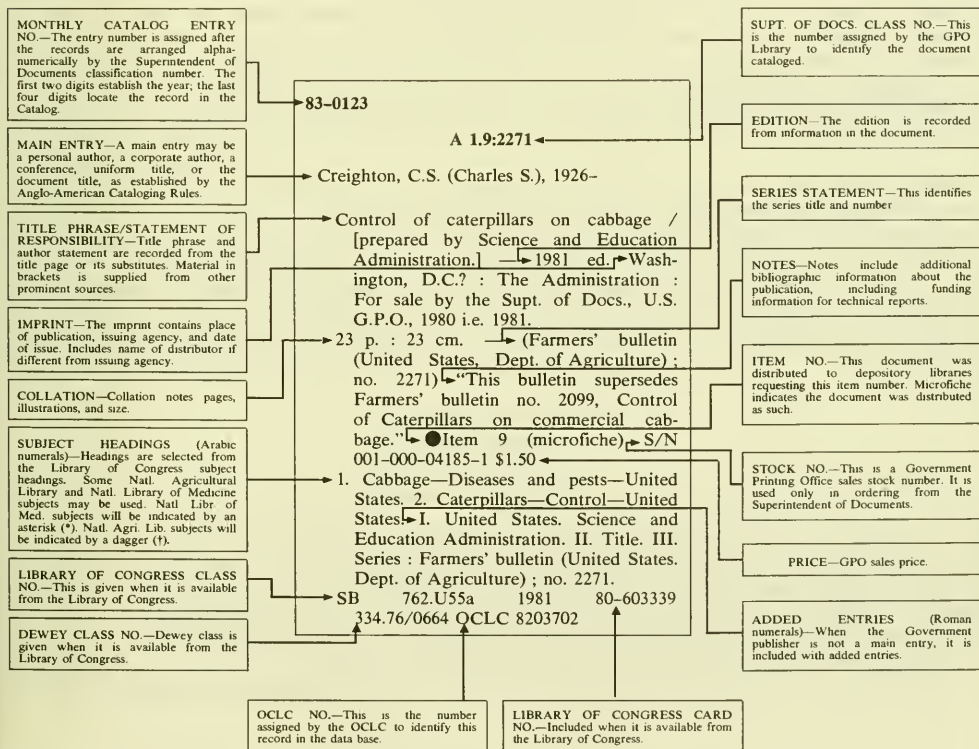 MONTHLY CATALOG ENTRY
NO.—The entry number is assigned after
the records are arranged alpha-
numerically by the Superintendent of
Documents classification number. The
first two digits establish the year; the last
four digits locate the record in the
Catalog.
MAIN ENTRY—A main entry may be
a personal author, a corporate author, a
conference, uniform title, or the
document title, as established by the
Anglo-American Cataloging Rules.
TITLE PHRASE/STATEMENT OF
RESPONSIBILITY—Title phrase and
author statement are recorded from the
title page or its substitutes. Material in
brackets is supplied from other
prominent sources.
IMPRINT—The imprint contains place
of publication, issuing agency, and date
of issue. Includes name of distributor if
different from issuing agency.
COLLATION—Collation notes pages,
illustrations, and size.
SUBJECT HEADINGS (Arabic
numerals)—Headings are selected from
the Library of Congress subject
headings. Some Natl. Agricultural
Library and Natl. Library of Medicine
subjects may be used. Natl Libr. of
Med. subjects will be indicated by an
asterisk (*). Natl. Agri. Lib. subjects will
be indicated by a dagger (†).
LIBRARY OF CONGRESS CLASS
NO.—This is given when it is available
from the Library of Congress.
DEWEY CLASS NO.—Dewey class is
given when it is available from the
Library of Congress.
83-0123
A 1.9:2271
Creighton, C.S. (Charles S.), 1926–
Control of caterpillars on cabbage /
[prepared by Science and Education
Administration.] — 1981 ed. Wash-
ington, D.C.? : The Administration :
For sale by the Supt. of Docs., U.S.
G.P.O., 1980 i.e. 1981.
23 p. : 23 cm. — (Farmers' bulletin
(United States, Dept. of Agriculture) ;
no. 2271) "This bulletin supersedes
Farmers' bulletin no. 2099, Control
of Caterpillars on commercial cab-
bage." ●Item 9 (microfiche) S/N
001-000-04185-1 $1.50
1. Cabbage—Diseases and pests—United
States. 2. Caterpillars—Control—United
States. I. United States. Science and
Education Administration. II. Title. III.
Series : Farmers' bulletin (United States.
Dept. of Agriculture) ; no. 2271.
SB 762.U55a 1981 80-603339
334.76/0664 OCLC 8203702
SUPT. OF DOCS. CLASS NO.—This
is the number assigned by the GPO
Library to identify the document
cataloged.
EDITION—The edition is recorded
from information in the document.
SERIES STATEMENT—This identifies
the series title and number
NOTES—Notes include additional
bibliographic information about the
publication, including funding
information for technical reports.
ITEM NO.—This document was
distributed to depository libraries
requesting this item number. Microfiche
indicates the document was distributed
as such.
STOCK NO.—This is a Government
Printing Office sales stock number. It is
used only in ordering from the
Superintendent of Documents.
PRICE—GPO sales price.
ADDED ENTRIES (Roman
numerals)—When the Government
publisher is not a main entry, it is
included with added entries.
OCLC NO.—This is the number
assigned by the OCLC to identify this
record in the data base.
LIBRARY OF CONGRESS CARD
NO.—Included when it is available from
the Library of Congress.